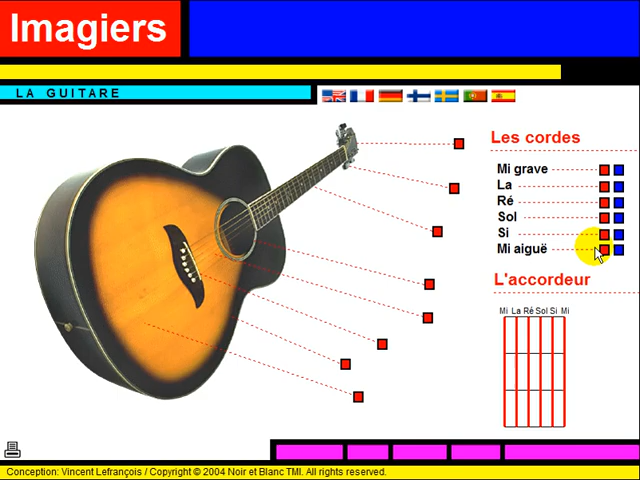 Imagiers
LA GUITARE
Les cordes
Mi grave
La
Ré
Sol
Si
Mi aiguë
L'accordeur
Mi La Ré Sol Si Mi
Conception: Vincent Lefrançois / Copyright © 2004 Noir et Blanc TMI. All rights reserved.